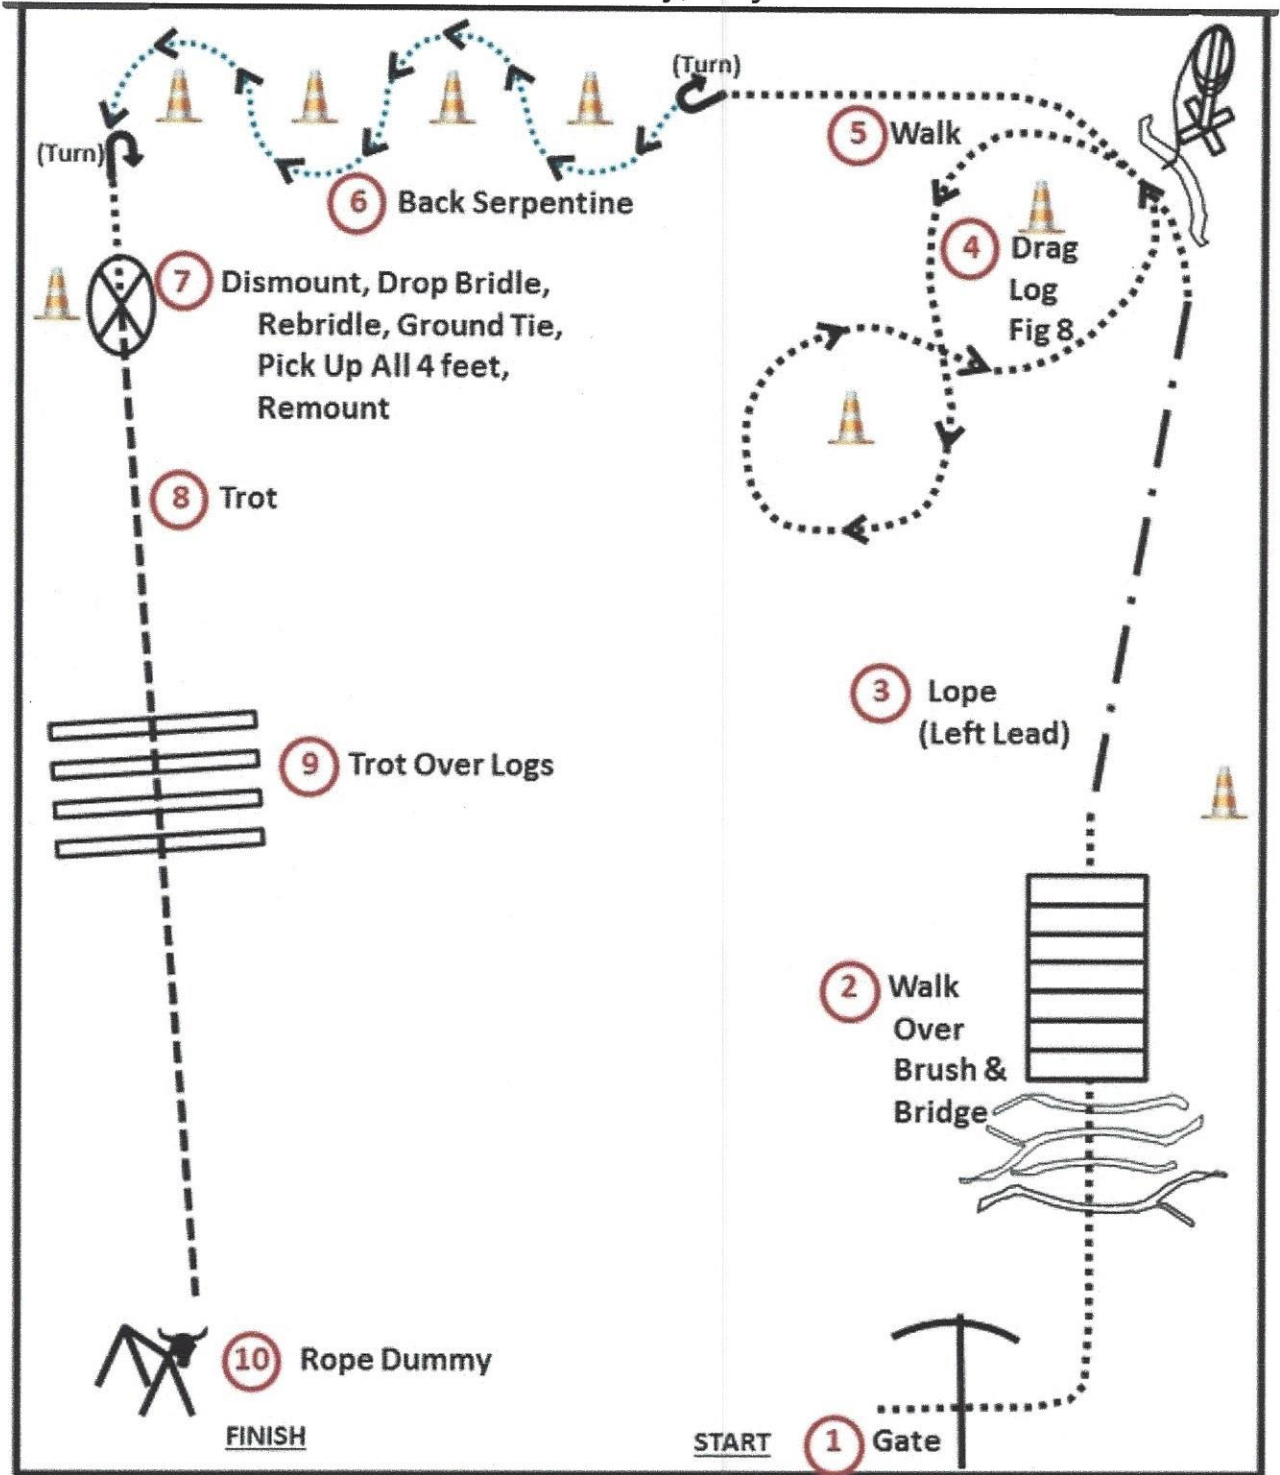 (Turn)
(Turn)
5 Walk
6 Back Serpentine
4 Drag
Log
Fig 8
7 Dismount, Drop Bridle,
Rebridle, Ground Tie,
Pick Up All 4 feet,
Remount
8 Trot
3 Lope
(Left Lead)
9 Trot Over Logs
2 Walk
Over
Brush &
Bridge
10 Rope Dummy
FINISH
START
1 Gate